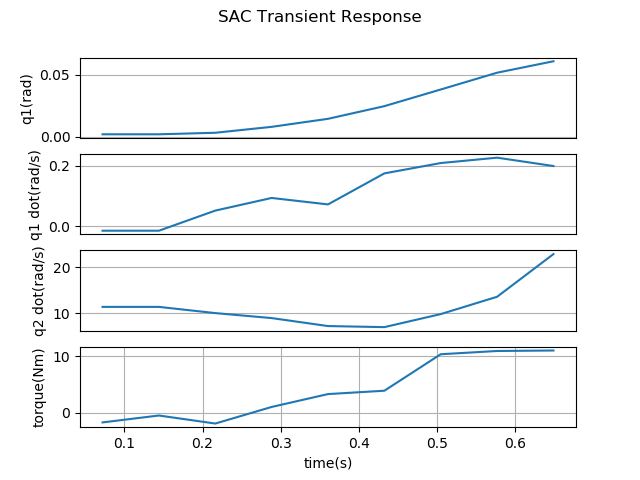 SAC Transient Response
q1(rad)
0.05
0.00
q1 dot(rad/s)
0.2
0.0
q2 dot(rad/s)
20
10
torque(Nm)
10
0
0.1 0.2 0.3 0.4 0.5 0.6
time(s)